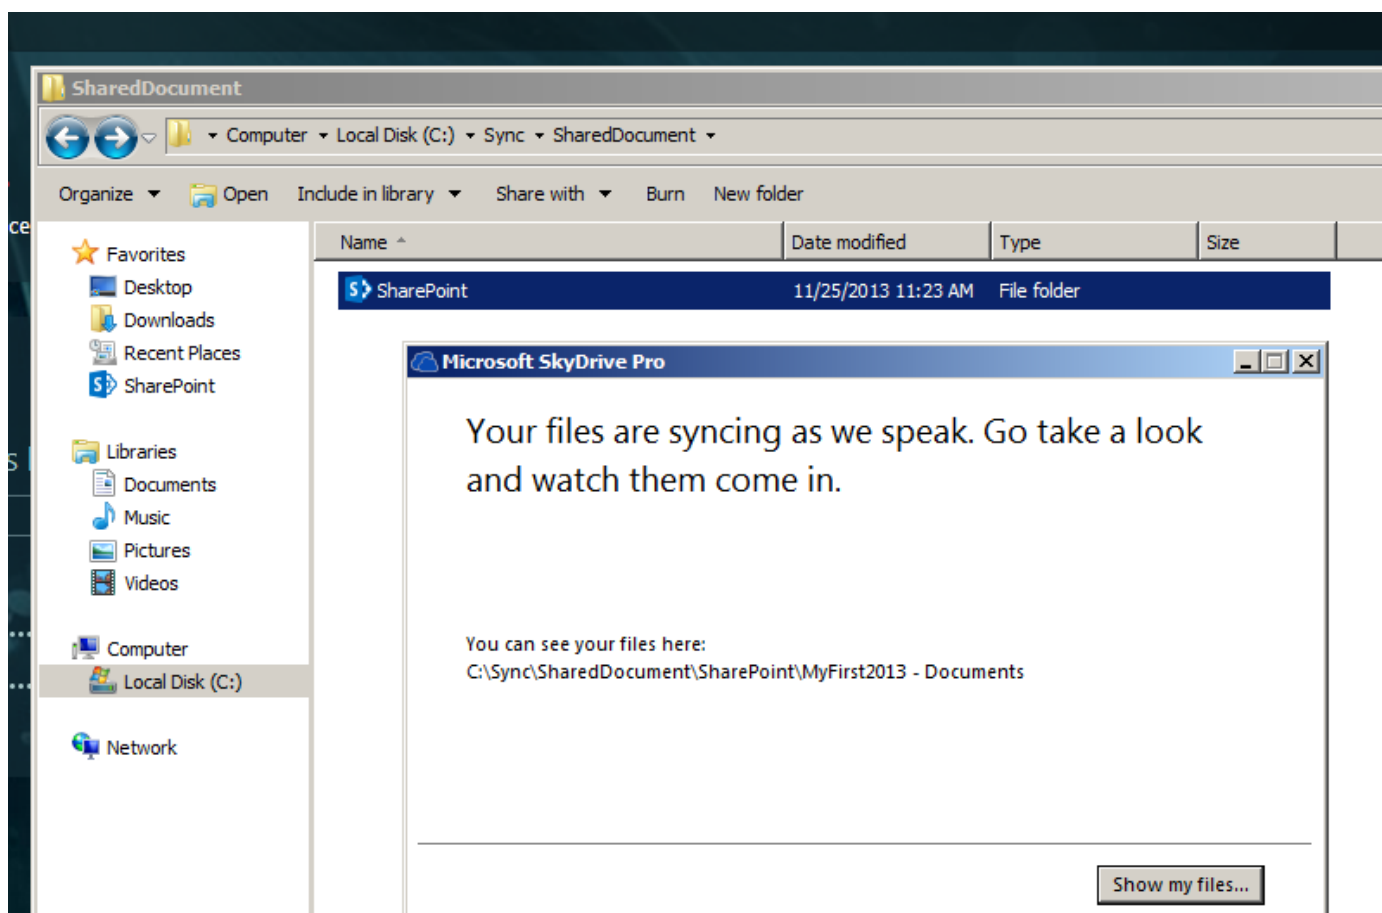 SharedDocument
Computer Local Disk (C:) Sync SharedDocument
Organize Open Include in library Share with Burn New folder
ce
Name Date modified Type Size
Favorites
Desktop
Downloads
Recent Places
SharePoint
Libraries
Documents
Music
Pictures
Videos
Computer
Local Disk (C:)
Network
SharePoint 11/25/2013 11:23 AM File folder
Microsoft SkyDrive Pro
Your files are syncing as we speak. Go take a look
and watch them come in.
You can see your files here:
C:\Sync\SharedDocument\SharePoint\MyFirst2013 - Documents
Show my files...
s